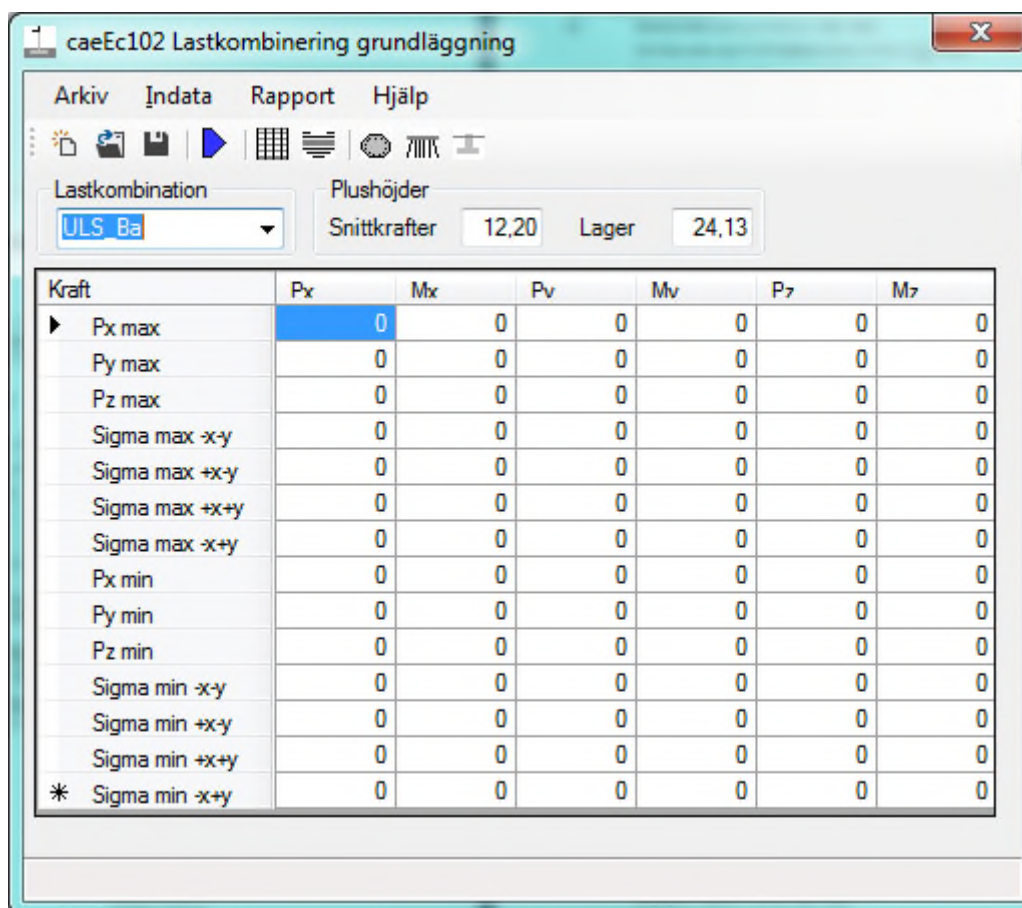 caeEc102 Lastkombinering grundläggning
Arkiv Indata Rapport Hjälp
Lastkombination Plushöjder
ULS_Ba Snittkrafter 12,20 Lager 24,13
Kraft Px Mx Py My Pz Mz
Px max 0 0 0 0 0 0
Py max 0 0 0 0 0 0
Pz max 0 0 0 0 0 0
Sigma max -x-y 0 0 0 0 0 0
Sigma max +x-y 0 0 0 0 0 0
Sigma max +x+y 0 0 0 0 0 0
Sigma max -x+y 0 0 0 0 0 0
Px min 0 0 0 0 0 0
Py min 0 0 0 0 0 0
Pz min 0 0 0 0 0 0
Sigma min -x-y 0 0 0 0 0 0
Sigma min +x-y 0 0 0 0 0 0
Sigma min +x+y 0 0 0 0 0 0
Sigma min -x+y 0 0 0 0 0 0